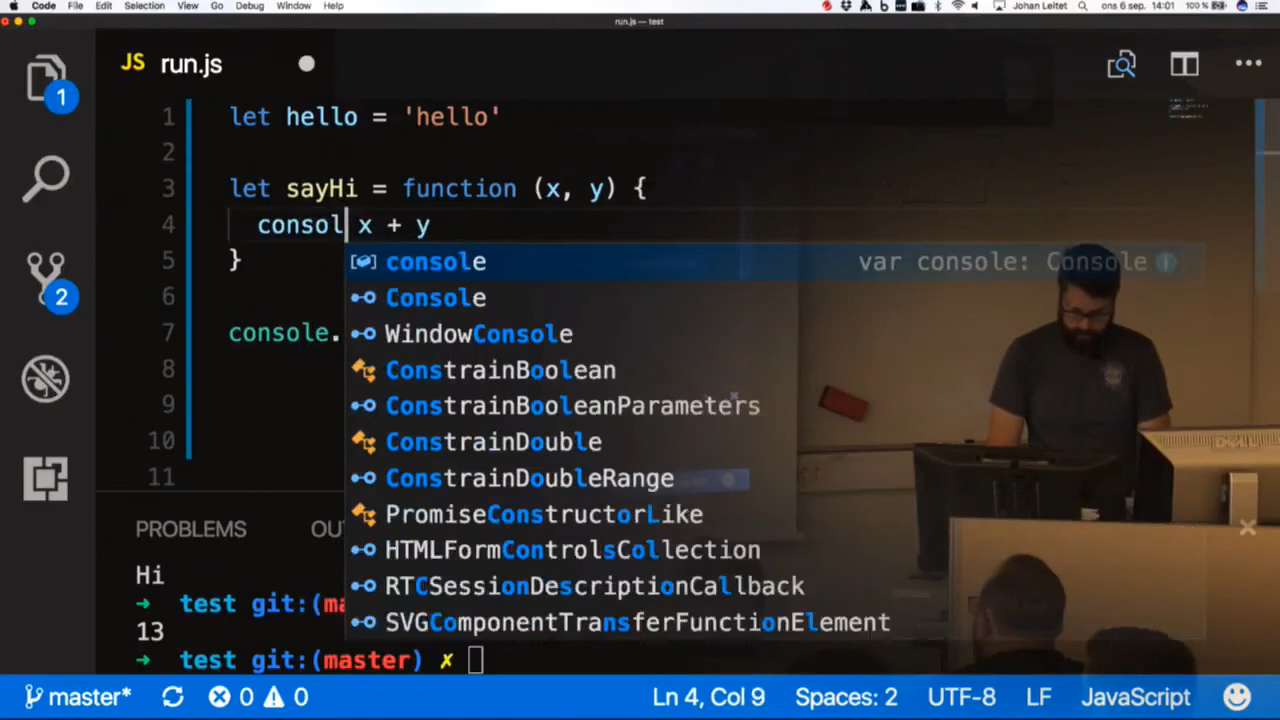 Code File Edit Selection View Go Debug Window Help Johan Leitet ons 6 sep. 14:01 100 %
run.js — test
JS run.js
1 let hello = 'hello'
2
3 let sayHi = function (x, y) {
4 consol x + y
5 }
6
7 console.
8
9
10
11
console var console: Console
Console
WindowConsole
ConstrainBoolean
ConstrainBooleanParameters
ConstrainDouble
ConstrainDoubleRange
PromiseConstructorLike
HTMLFormControlsCollection
RTCSessionDescriptionCallback
SVGComponentTransferFunctionElement
1
2
PROBLEMS OU
Hi
➜ test git:(ma
13
➜ test git:(master) ✗
DELL
master* 0 0 Ln 4, Col 9 Spaces: 2 UTF-8 LF JavaScript